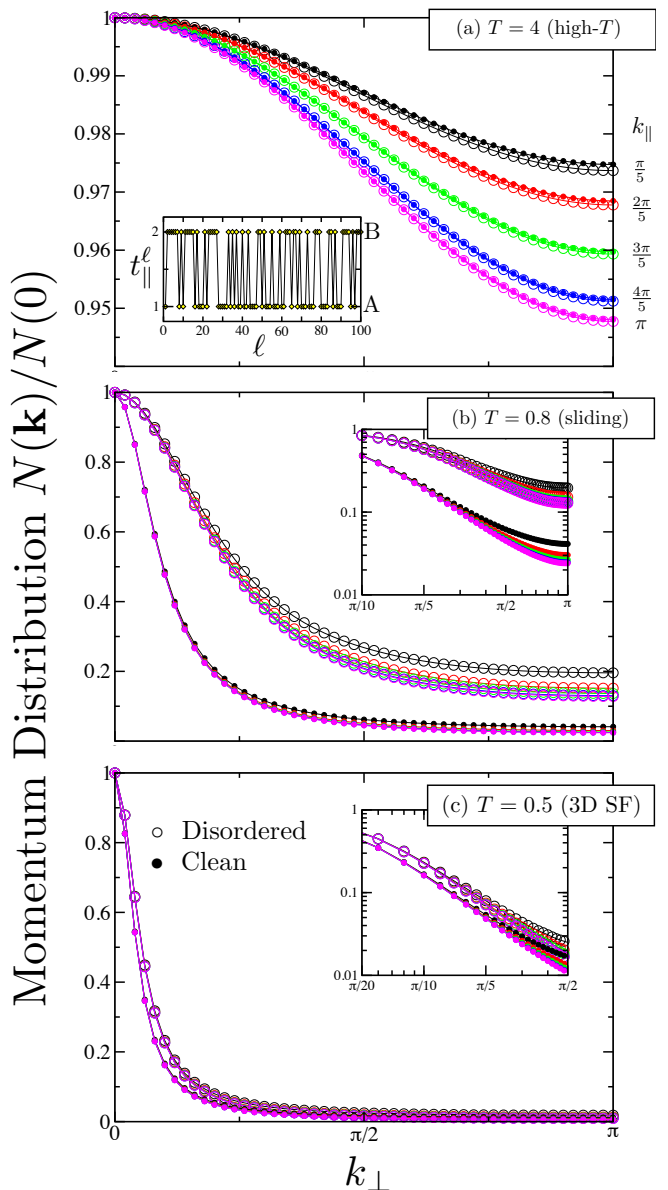 (a) T = 4 (high-T)
1
0.99
0.98
0.97
0.96
0.95
k∥
π/5
2π/5
3π/5
4π/5
π
t∥^ℓ
2
1
B
A
0 20 40 60 80 100
ℓ
Momentum Distribution N(k)/N(0)
(b) T = 0.8 (sliding)
1
0.8
0.6
0.4
0.2
1
0.1
0.01
π/10 π/5 π/2 π
(c) T = 0.5 (3D SF)
1
0.8
0.6
0.4
0.2
0
Disordered
Clean
1
0.1
0.01
π/20 π/10 π/5 π/2
0 π/2 π
k⊥